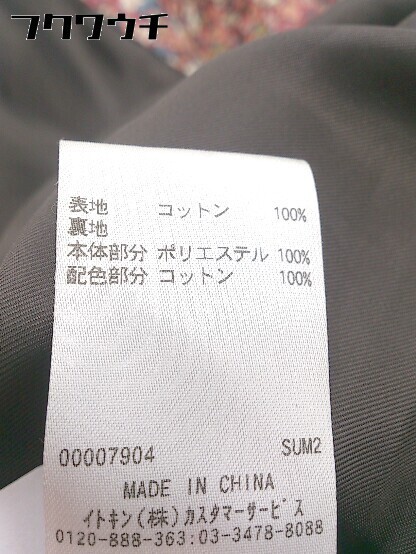 フクワウチ
表地 コットン 100%
裏地
本体部分 ポリエステル 100%
配色部分 コットン 100%
00007904 SUM2
MADE IN CHINA
イトキン(株)カスタマーサービス
0120-888-363:03-3478-8088